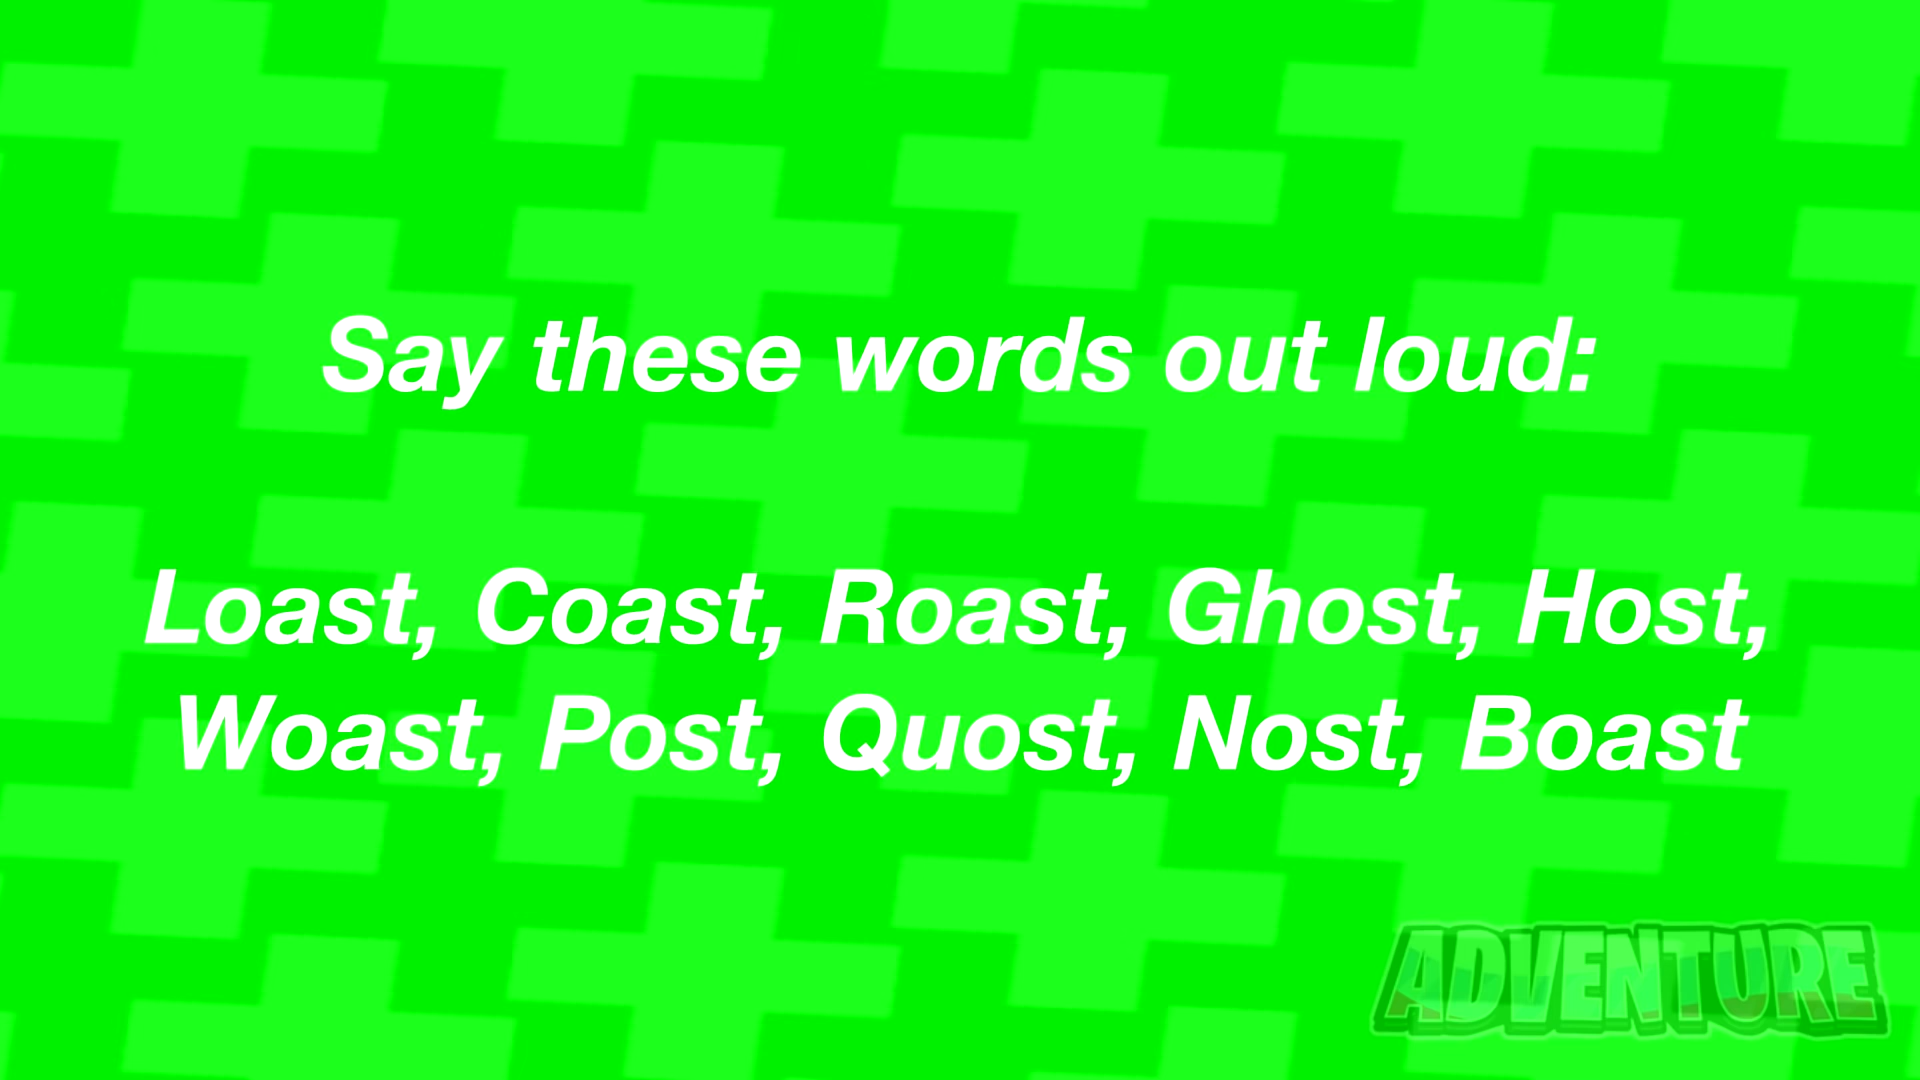 Say these words out loud:
Loast, Coast, Roast, Ghost, Host,
Woast, Post, Quost, Nost, Boast
ADVENTURE